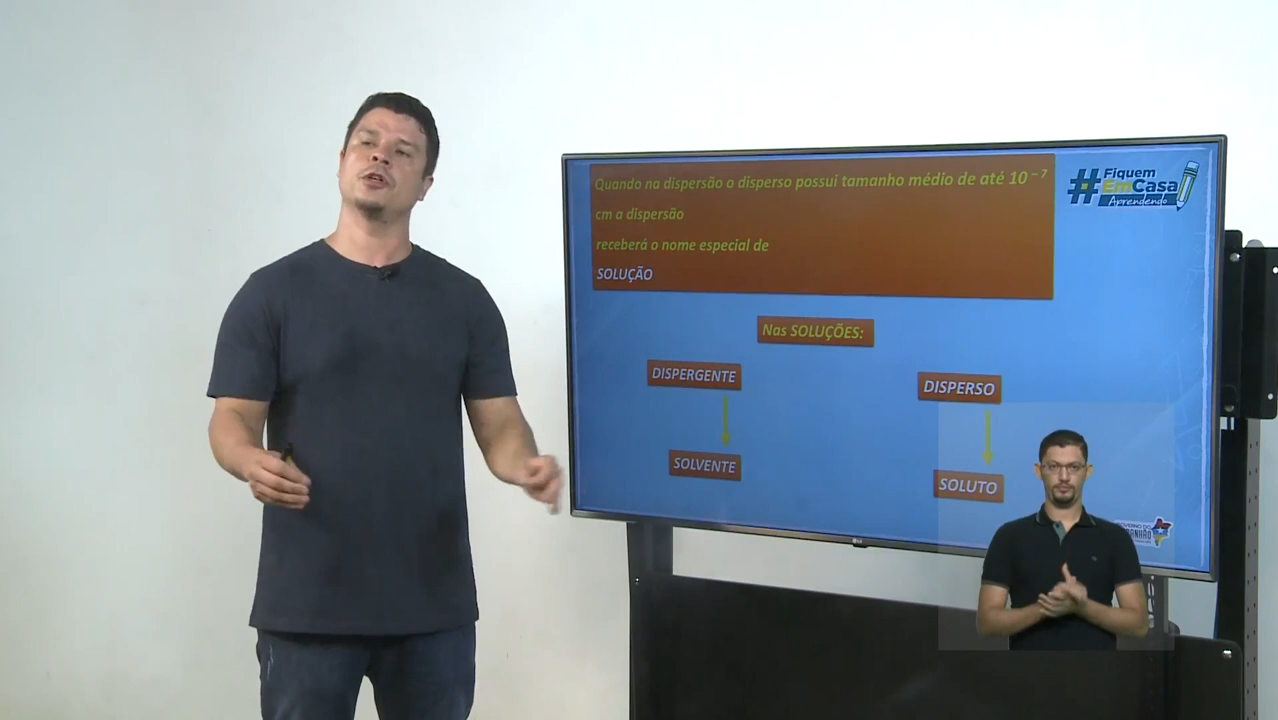 Quando na dispersão o disperso possui tamanho médio de até 10⁻⁷
cm a dispersão
receberá o nome especial de
SOLUÇÃO
#Fiquem
EmCasa
Aprendendo
Nas SOLUÇÕES:
DISPERGENTE
DISPERSO
SOLVENTE
SOLUTO
LG